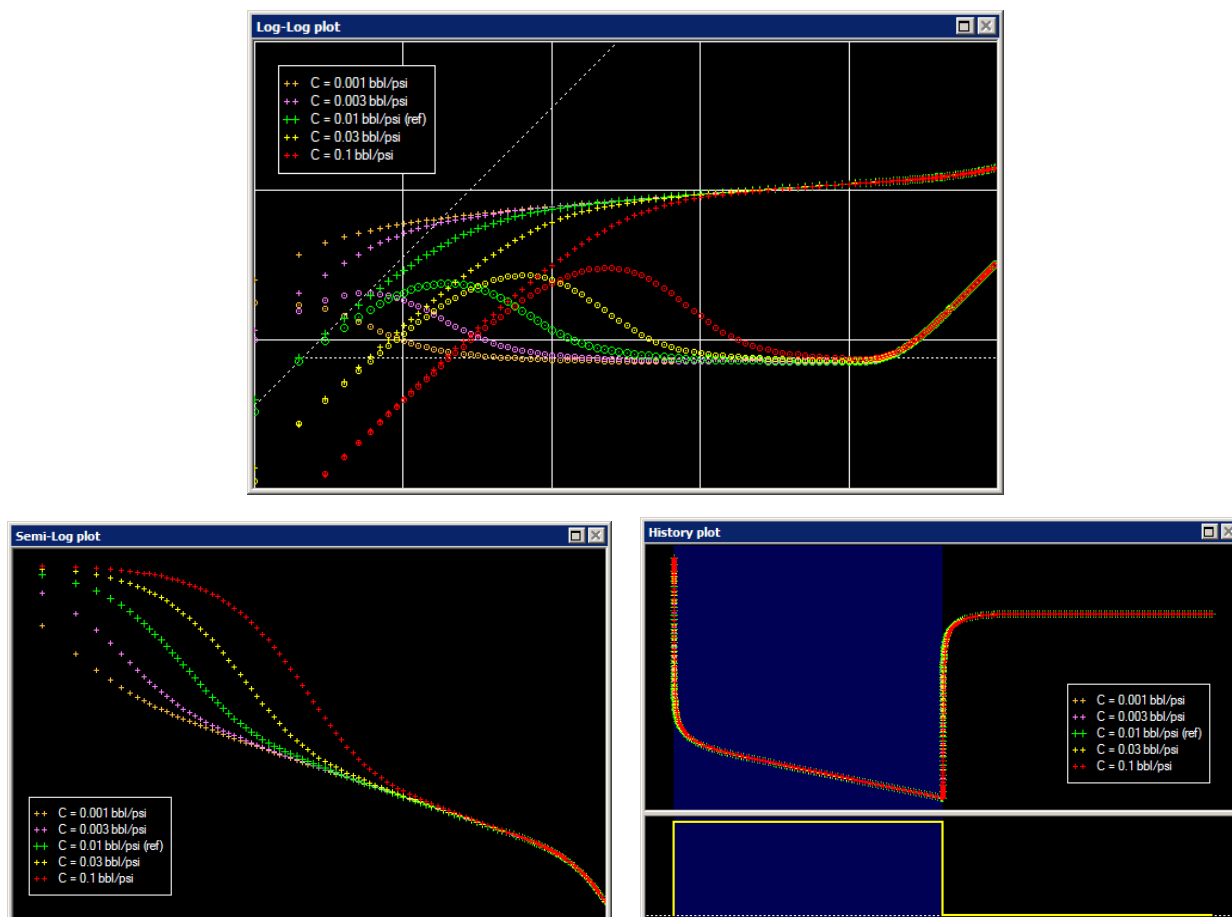 Log-Log plot
C = 0.001 bbl/psi
C = 0.003 bbl/psi
C = 0.01 bbl/psi (ref)
C = 0.03 bbl/psi
C = 0.1 bbl/psi
Semi-Log plot
C = 0.001 bbl/psi
C = 0.003 bbl/psi
C = 0.01 bbl/psi (ref)
C = 0.03 bbl/psi
C = 0.1 bbl/psi
History plot
C = 0.001 bbl/psi
C = 0.003 bbl/psi
C = 0.01 bbl/psi (ref)
C = 0.03 bbl/psi
C = 0.1 bbl/psi